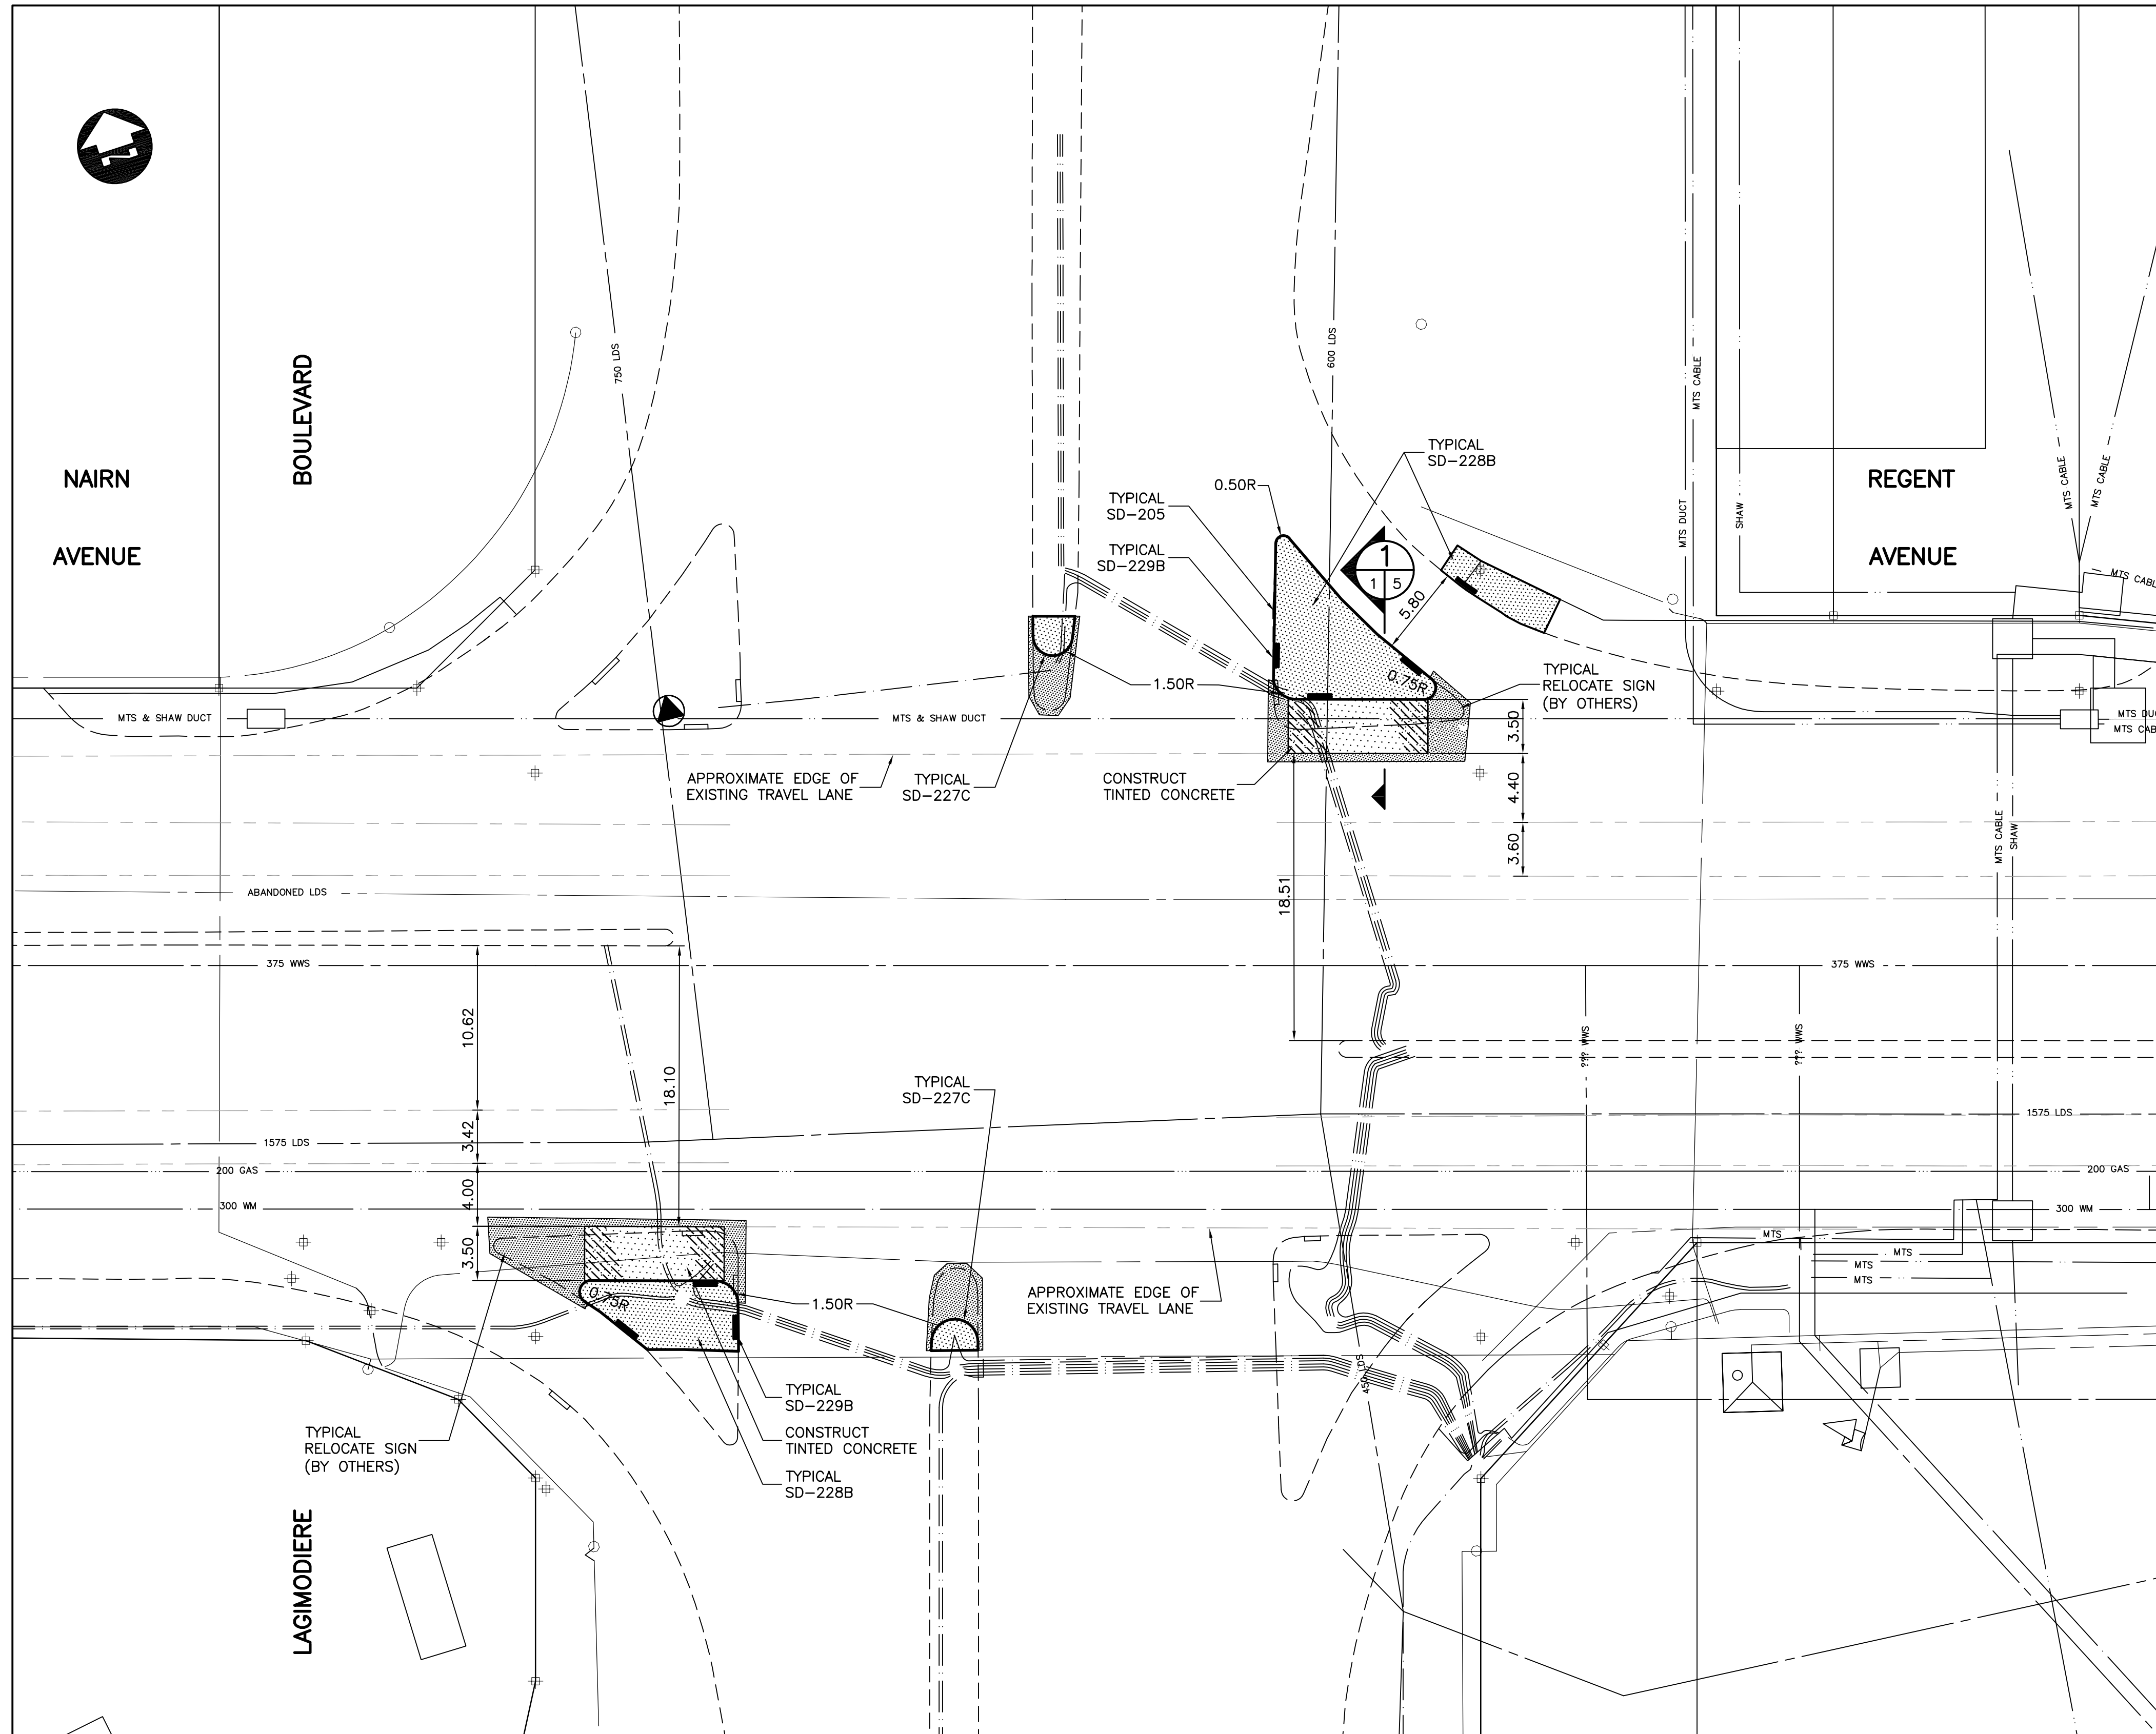 N
750 LDS
600 LDS
MTS CABLE
BOULEVARD
NAIRN
AVENUE
REGENT
AVENUE
TYPICAL
SD-228B
0.50R
TYPICAL
SD-205
TYPICAL
SD-229B
1
1 5
5.80
MTS DUCT
SHAW
MTS CABLE
MTS CABLE
1.50R
0.75R
TYPICAL
RELOCATE SIGN
(BY OTHERS)
MTS & SHAW DUCT
MTS & SHAW DUCT
APPROXIMATE EDGE OF
EXISTING TRAVEL LANE
TYPICAL
SD-227C
CONSTRUCT
TINTED CONCRETE
3.50
4.40
3.60
18.51
MTS CABLE
SHAW
ABANDONED LDS
375 WWS
375 WWS
10.62
18.10
3.42
4.00
3.50
??? WWS
??? WWS
TYPICAL
SD-227C
1575 LDS
1575 LDS
200 GAS
200 GAS
300 WM
300 WM
MTS
MTS
MTS
MTS
0.75R
1.50R
APPROXIMATE EDGE OF
EXISTING TRAVEL LANE
450 LDS
TYPICAL
SD-229B
CONSTRUCT
TINTED CONCRETE
TYPICAL
SD-228B
TYPICAL
RELOCATE SIGN
(BY OTHERS)
LAGIMODIERE